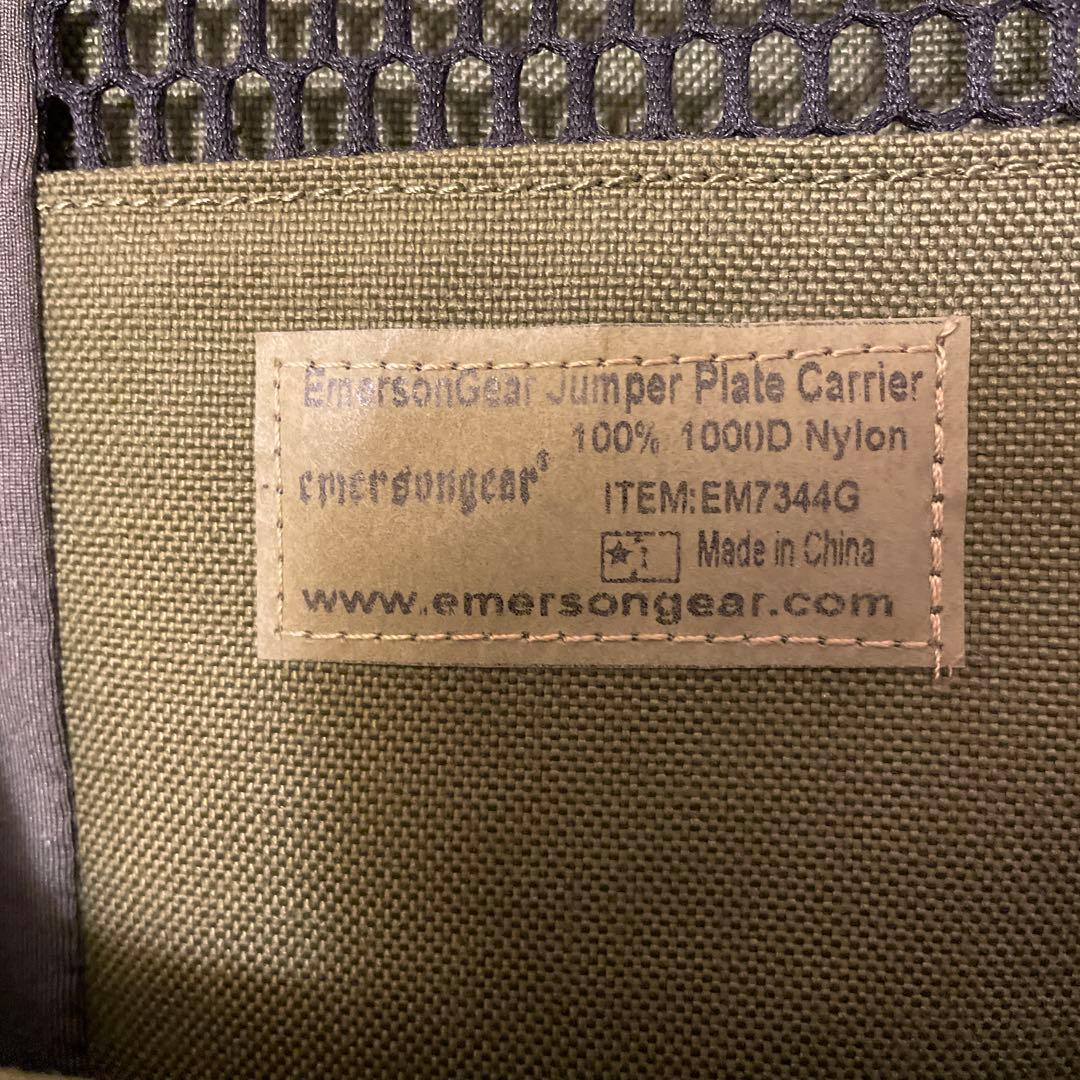 EmersonGear Jumper Plate Carrier
100% 1000D Nylon
emersongear
ITEM:EM7344G
Made in China
www.emersongear.com